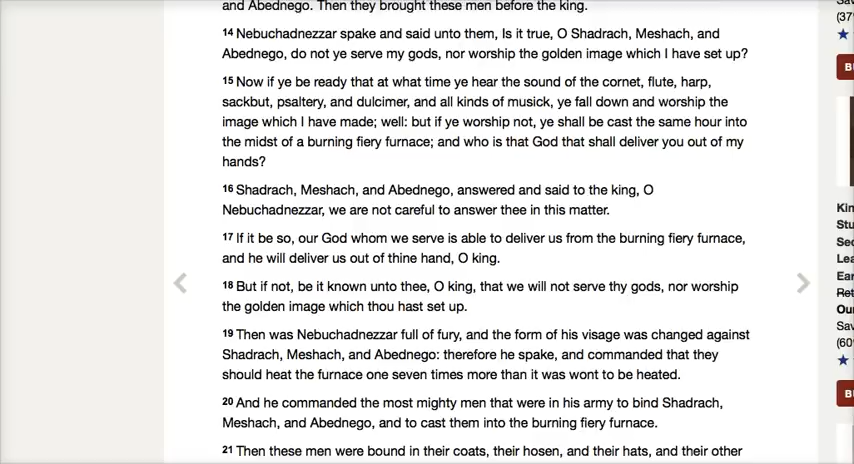 and Abednego. Then they brought these men before the king.
14 Nebuchadnezzar spake and said unto them, Is it true, O Shadrach, Meshach, and
Abednego, do not ye serve my gods, nor worship the golden image which I have set up?
15 Now if ye be ready that at what time ye hear the sound of the cornet, flute, harp,
sackbut, psaltery, and dulcimer, and all kinds of musick, ye fall down and worship the
image which I have made; well: but if ye worship not, ye shall be cast the same hour into
the midst of a burning fiery furnace; and who is that God that shall deliver you out of my
hands?
16 Shadrach, Meshach, and Abednego, answered and said to the king, O
Nebuchadnezzar, we are not careful to answer thee in this matter.
17 If it be so, our God whom we serve is able to deliver us from the burning fiery furnace,
and he will deliver us out of thine hand, O king.
18 But if not, be it known unto thee, O king, that we will not serve thy gods, nor worship
the golden image which thou hast set up.
19 Then was Nebuchadnezzar full of fury, and the form of his visage was changed against
Shadrach, Meshach, and Abednego: therefore he spake, and commanded that they
should heat the furnace one seven times more than it was wont to be heated.
20 And he commanded the most mighty men that were in his army to bind Shadrach,
Meshach, and Abednego, and to cast them into the burning fiery furnace.
21 Then these men were bound in their coats, their hosen, and their hats, and their other
(37
B
Kin
Stu
Sec
Lea
Ear
Ret
Our
Sav
(60
B